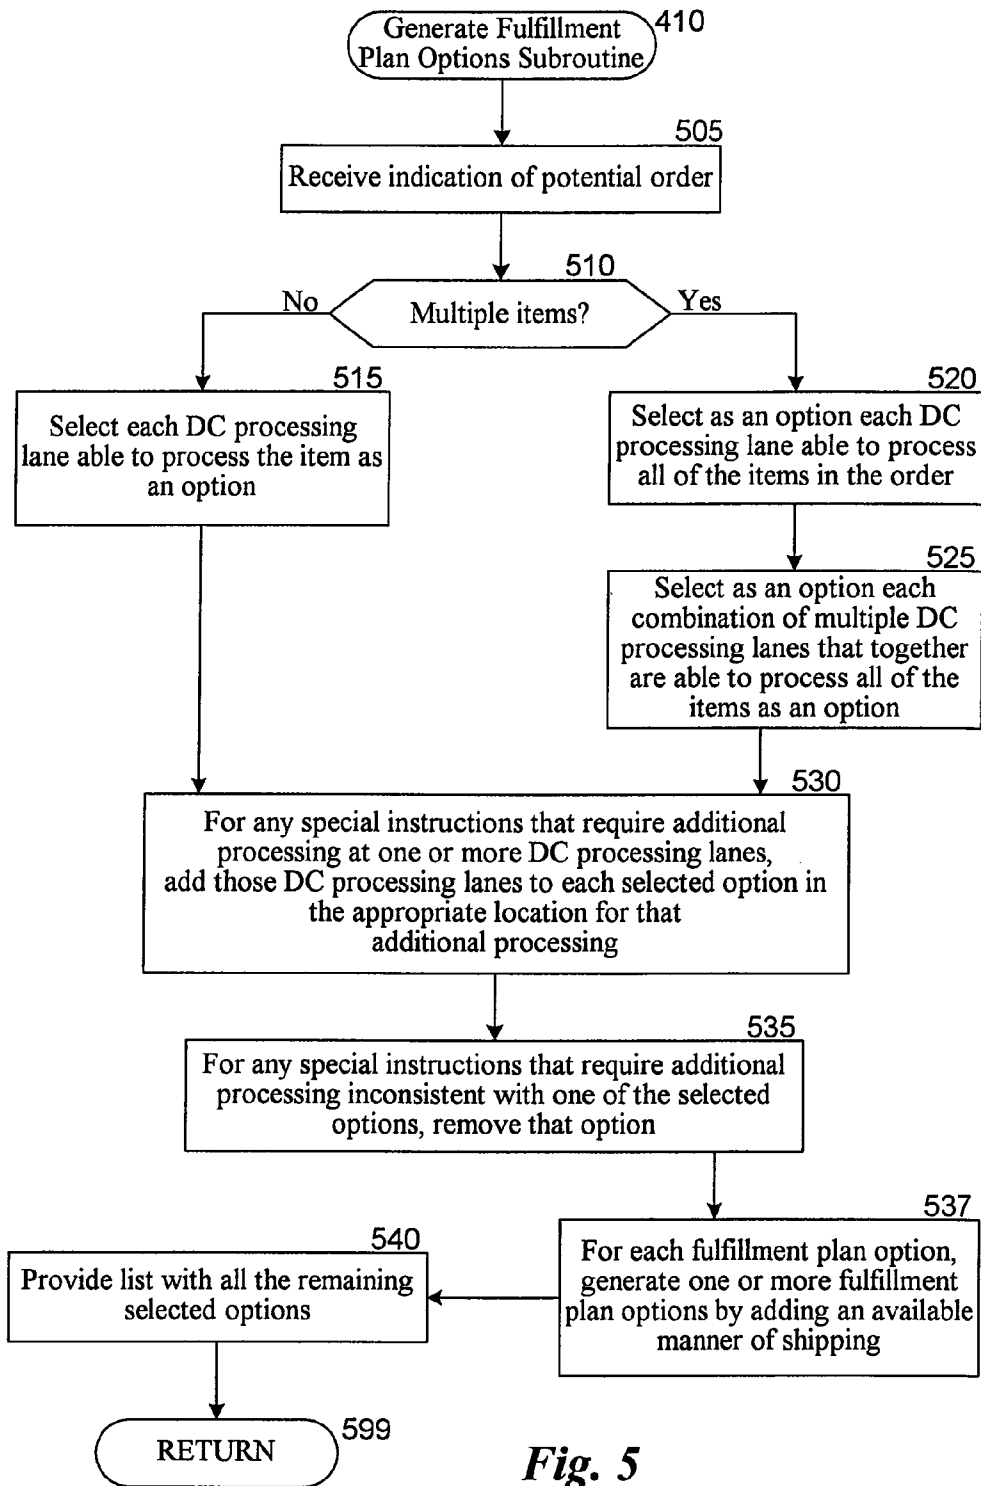 Generate Fulfillment
Plan Options Subroutine
410
505
Receive indication of potential order
510
Multiple items?
No
Yes
515
Select each DC processing
lane able to process the item as
an option
520
Select as an option each DC
processing lane able to process
all of the items in the order
525
Select as an option each
combination of multiple DC
processing lanes that together
are able to process all of the
items as an option
530
For any special instructions that require additional
processing at one or more DC processing lanes,
add those DC processing lanes to each selected option in
the appropriate location for that
additional processing
535
For any special instructions that require additional
processing inconsistent with one of the selected
options, remove that option
537
For each fulfillment plan option,
generate one or more fulfillment
plan options by adding an available
manner of shipping
540
Provide list with all the remaining
selected options
RETURN
599
Fig. 5